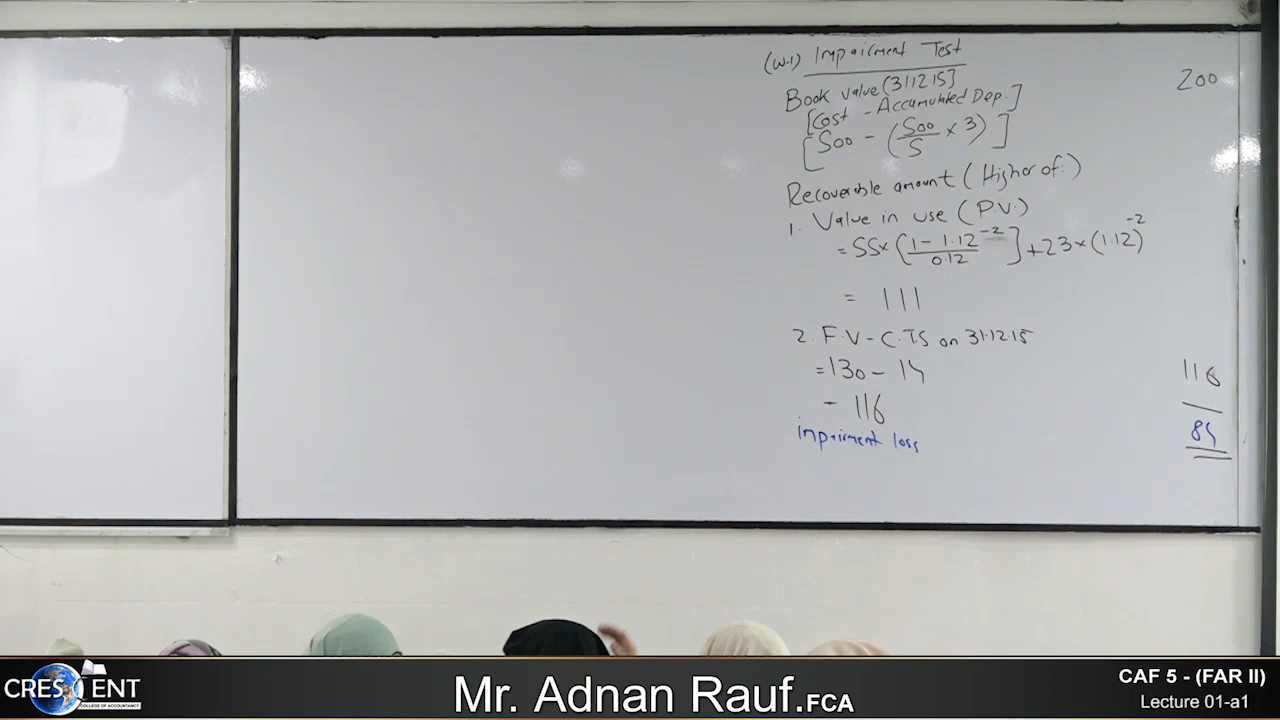 (W-1) Impairment Test
Book value (31.12.15] 200
[Cost - Accumulated Dep.]
[500 - (500/5 × 3)]
Recoverable amount (Higher of:)
1. Value in use (P.V.)
= 55× [1 - 1.12^-2 / 0.12] + 23 × (1.12)^-2
= 111
2. F.V - C.T.S on 31.12.15
= 130 - 14
- 116 116
impairment loss 84
CRESCENT
COLLEGE OF ACCOUNTANCY
Mr. Adnan Rauf.FCA
CAF 5 - (FAR II)
Lecture 01-a1